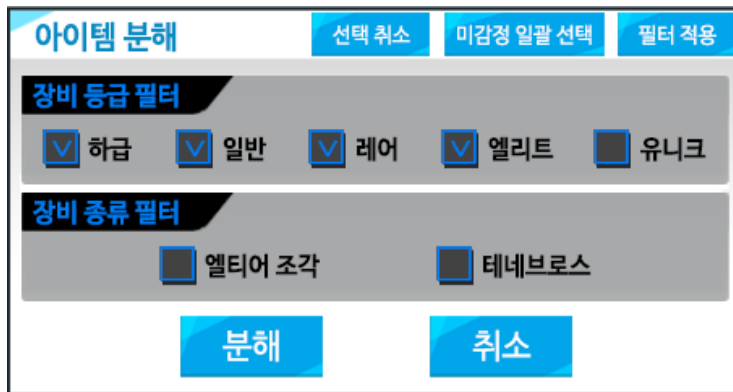 아이템 분해 선택 취소 미감정 일괄 선택 필터 적용
장비 등급 필터
하급 일반 레어 엘리트 유니크
장비 종류 필터
엘티어 조각 테네브로스
분해 취소